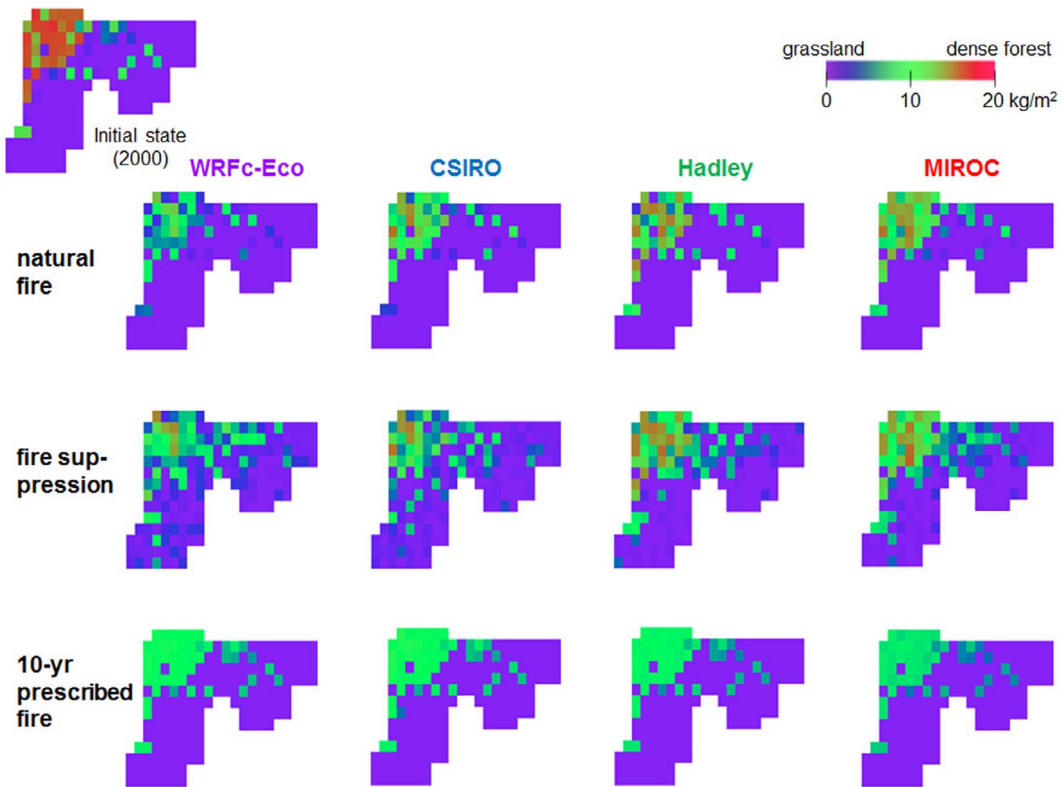 grassland dense forest
0 10 20 kg/m²
Initial state
(2000)
WRFc-Eco CSIRO Hadley MIROC
natural
fire
fire sup-
pression
10-yr
prescribed
fire